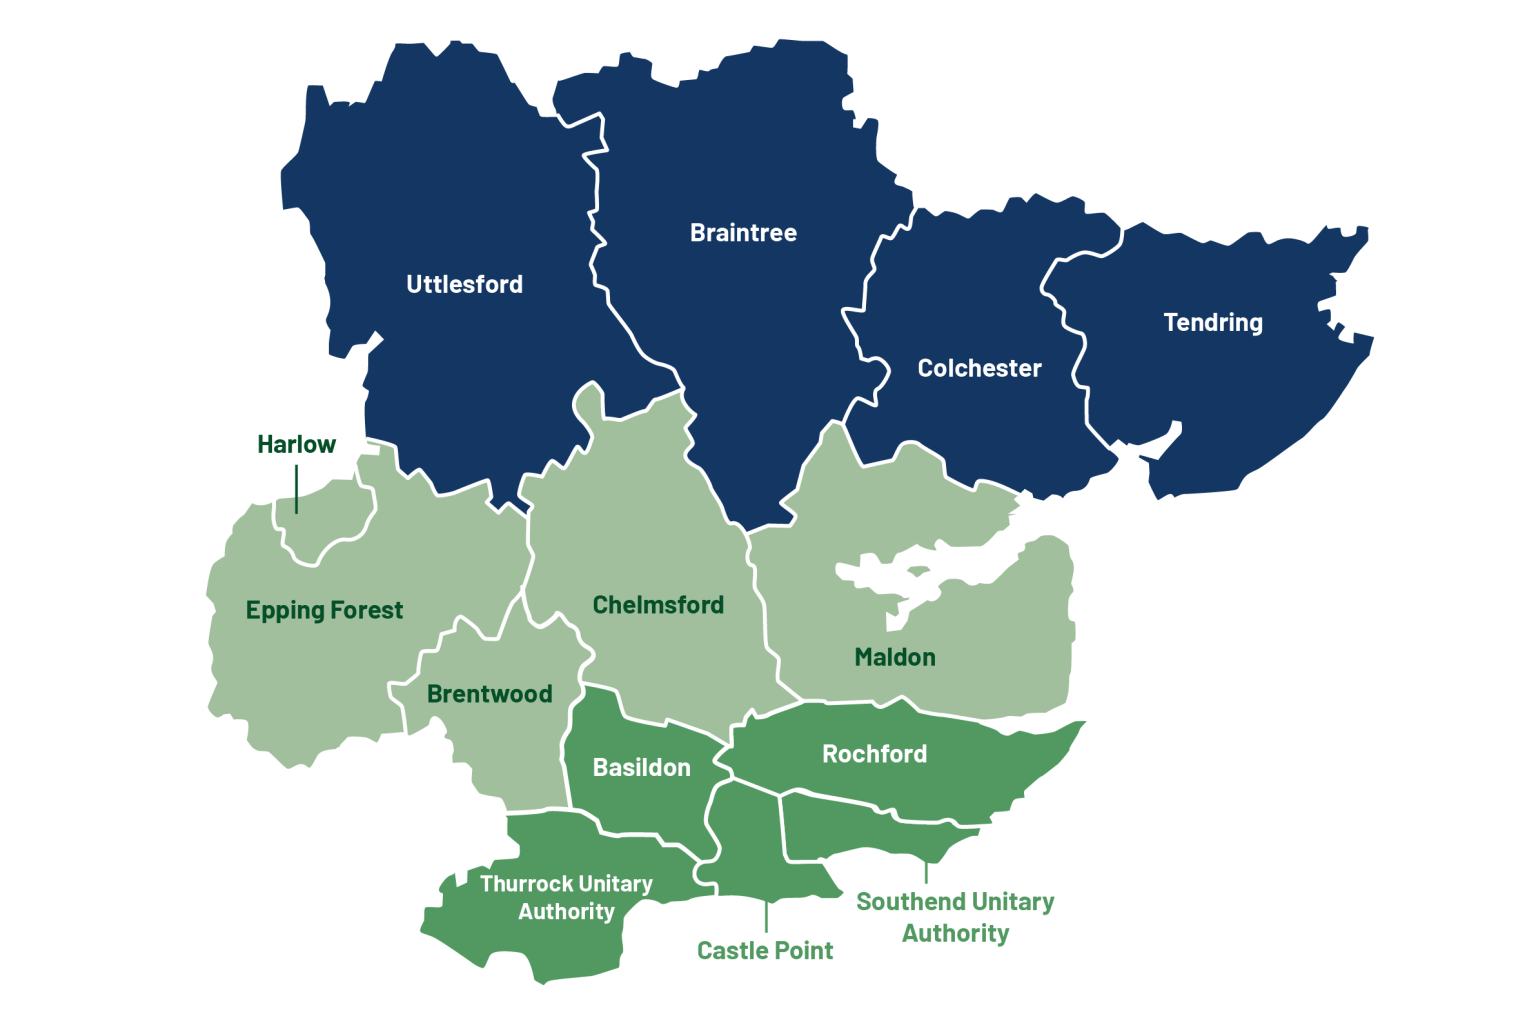 Braintree
Uttlesford
Tendring
Colchester
Harlow
Chelmsford
Epping Forest
Maldon
Brentwood
Rochford
Basildon
Thurrock Unitary
Authority
Southend Unitary
Authority
Castle Point